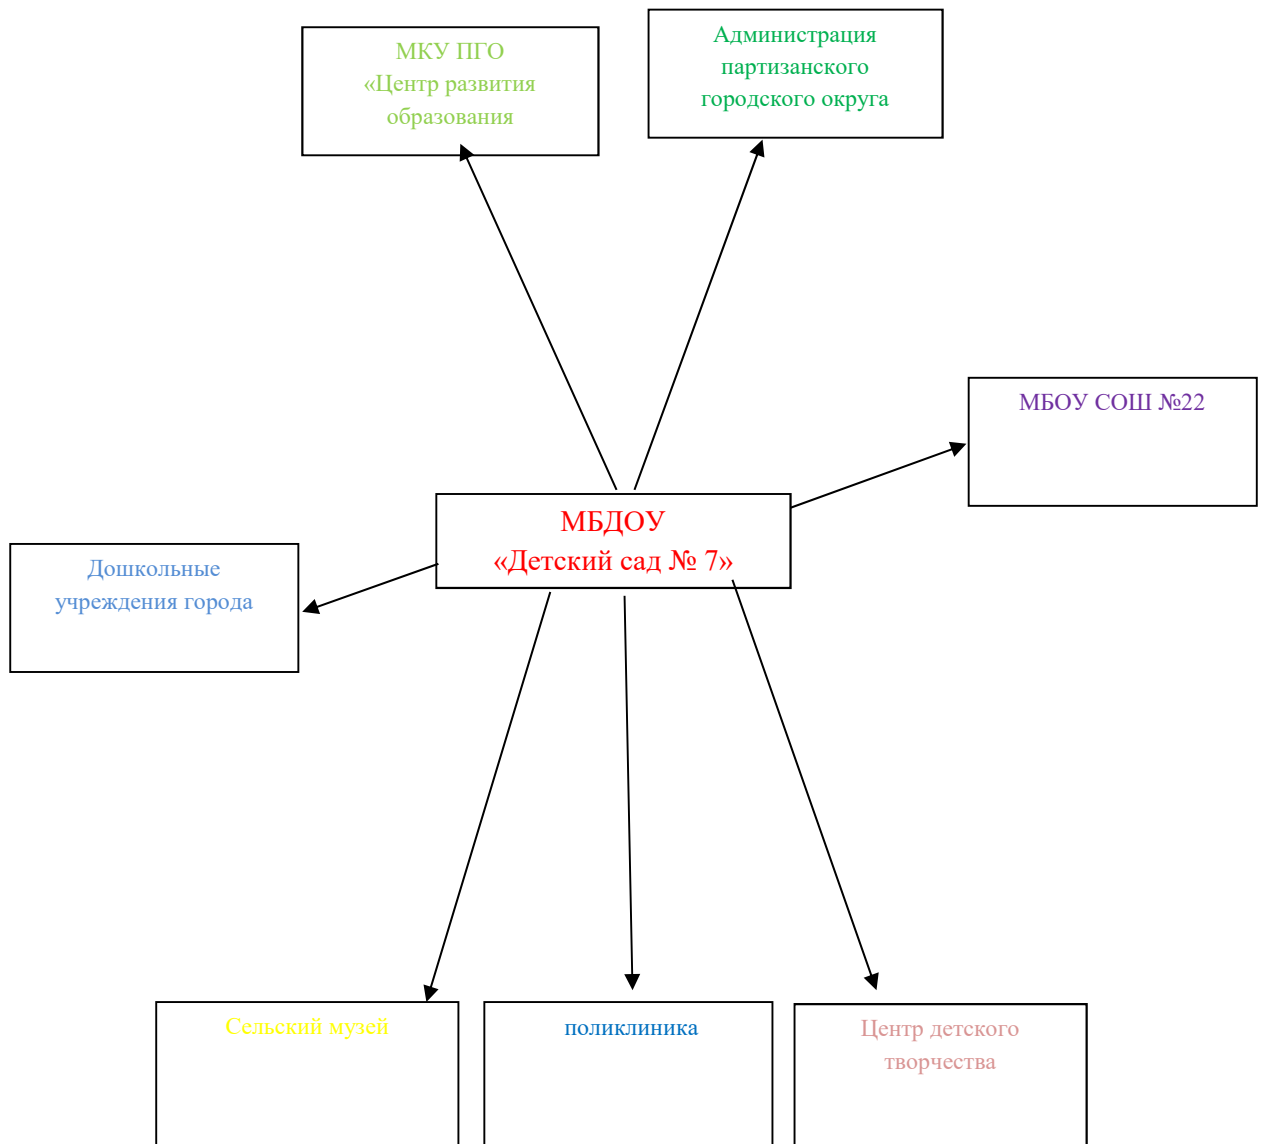 МКУ ПГО
«Центр развития
образования
Администрация
партизанского
городского округа
МБОУ СОШ №22
МБДОУ
«Детский сад № 7»
Дошкольные
учреждения города
Сельский музей
поликлиника
Центр детского
творчества